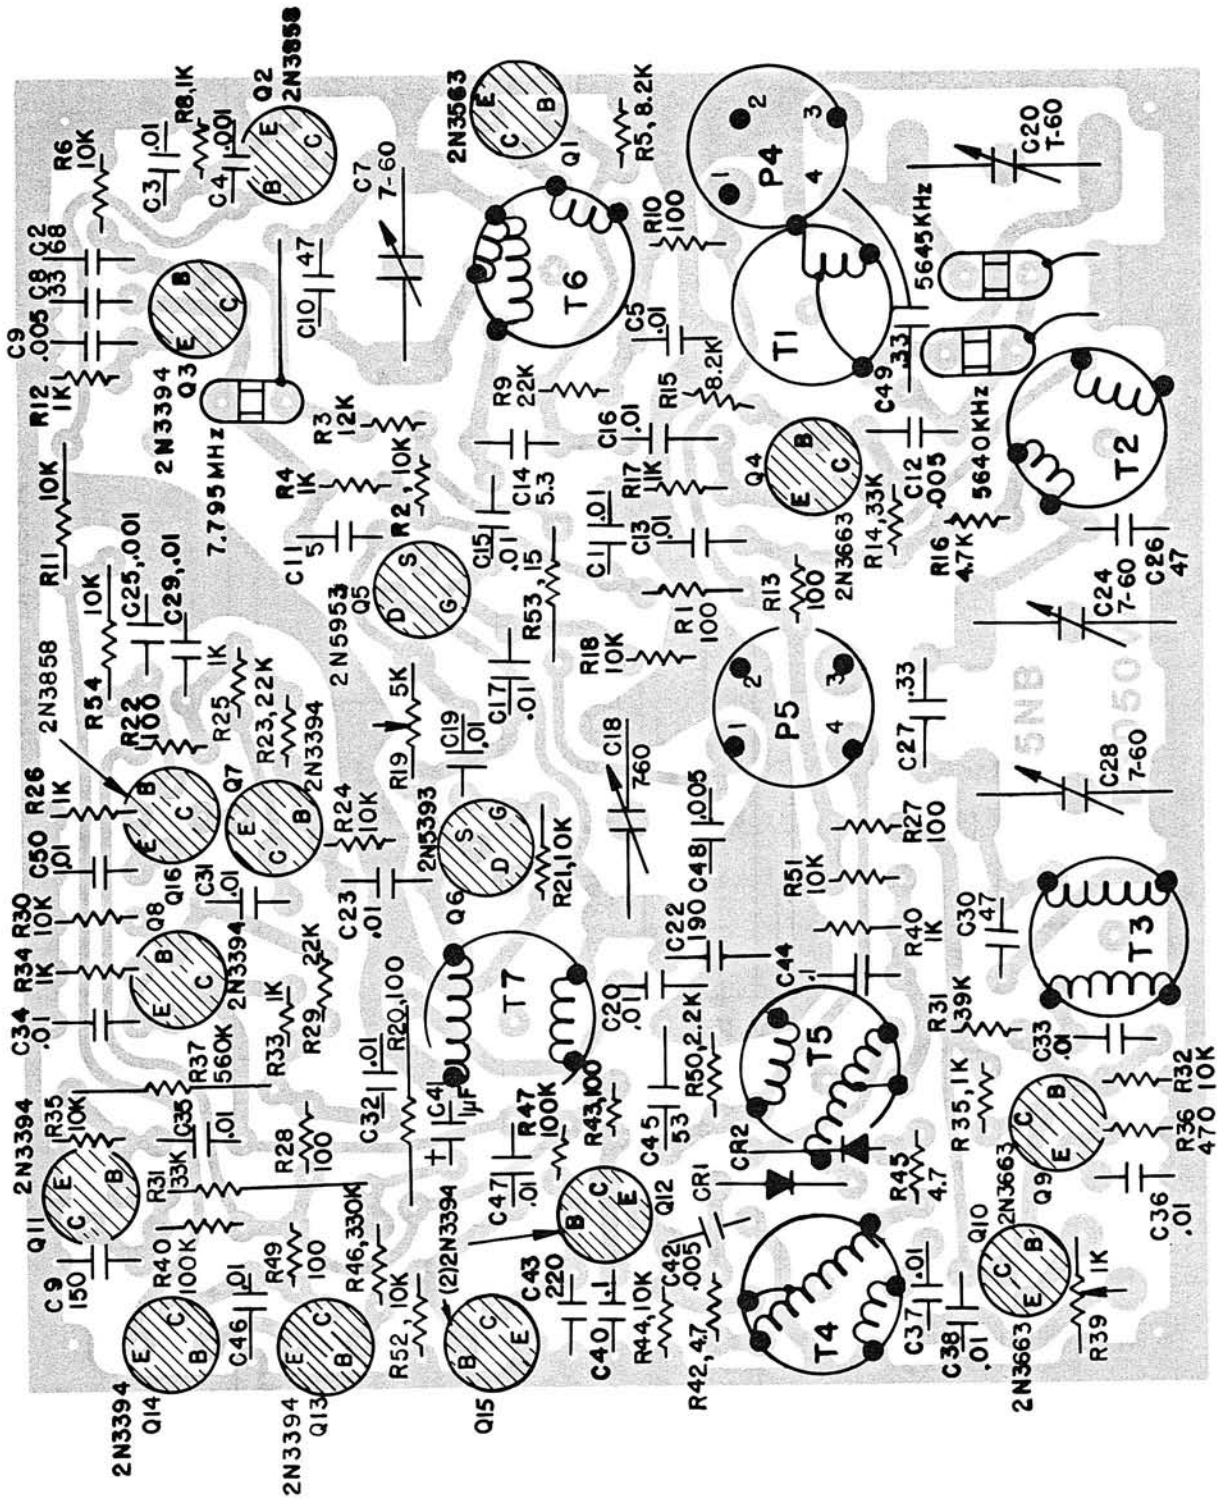 2N3394
Q11
C9
150
R35
10K
C34
.01
R34
1K
R30
10K
C50
.01
R26
1K
2N3858
R54
10K
R11
10K
R12
1K
C9
.005
C8
33
C2
68
R6
10K
C3
.01
R8,1K
C4
.001
Q2
2N3858
E
B
C
2N3394
Q14
E
C
B
R40
100K
R31
33K
C35
.01
R37
560K
E
C
B
Q8
2N3394
E
B
C
Q16
E
B
C
R22
100
C25,.001
C29,.01
2N3394
Q3
E
B
C
7.795MHz
C10
47
C7
7-60
C46
.01
R49
100
R28
100
R33
1K
R29
22K
C31
.01
Q7
2N3394
E
C
B
R25
1K
R23,22K
R24
10K
2N3394
Q13
E
C
B
R46,330K
R52,10K
C32
.01
R20,100
C23
.01
R19
5K
2N5953
Q5
D
S
G
C11
5
R4
1K
R3
12K
R2,10K
2N3563
Q1
C
E
B
R5,8.2K
(2)2N3394
Q15
B
C
E
C41
1µF
+
C47
.01
R47
100K
T7
2N5393
Q6
S
D
G
C19
.01
R21,10K
C17
.01
R53,15
C15
.01
C14
5.3
R9
22K
T6
C43
220
C40
.1
R44,10K
B
C
E
Q12
R43,100
C45
53
C20
.01
C22
190
C18
7-60
R18
10K
C1
.01
C13
.01
R17
1K
C16
.01
R15
8.2K
C5
.01
R10
100
R42,4.7
C42
.005
CR1
CR2
R50,2.2K
C48
.005
R1
100
R13
100
T4
T5
C44
.1
R51
10K
P5
1
2
3
4
Q4
2N3663
E
B
C
T1
P4
1
2
3
4
R45
4.7
R40
1K
R27
100
C27
.33
R14,33K
C12
.005
C49
.33
C37
.01
C38
.01
R35,1K
R31
39K
C30
47
R16
4.7K
5640KHz
5645KHz
C20
T-60
Q10
2N3663
C
B
E
R39
1K
2N3663
Q9
C
B
C33
.01
C36
.01
R36
470
R32
10K
T3
C28
7-60
5NB
C24
7-60
C26
47
T2